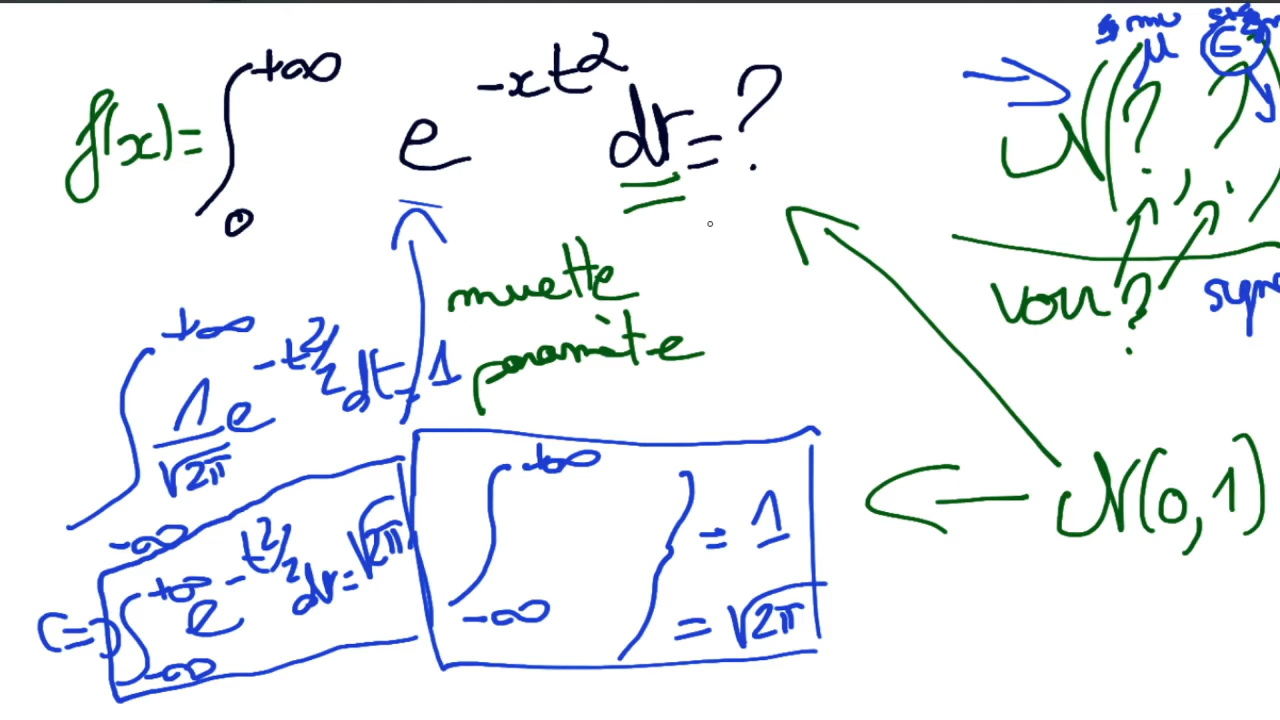 f(x) = ∫₀^{+∞} e^{-xt²} dt = ?
μ
N(?, ?)
muette
paramètre
voir ?
∫_{-∞}^{+∞} 1/√2π e^{-t²/2} dt = 1
∫_{-∞}^{+∞} = 1
= √2π
N(0, 1)
⟺ ∫_{-∞}^{+∞} e^{-t²/2} dt = √2π